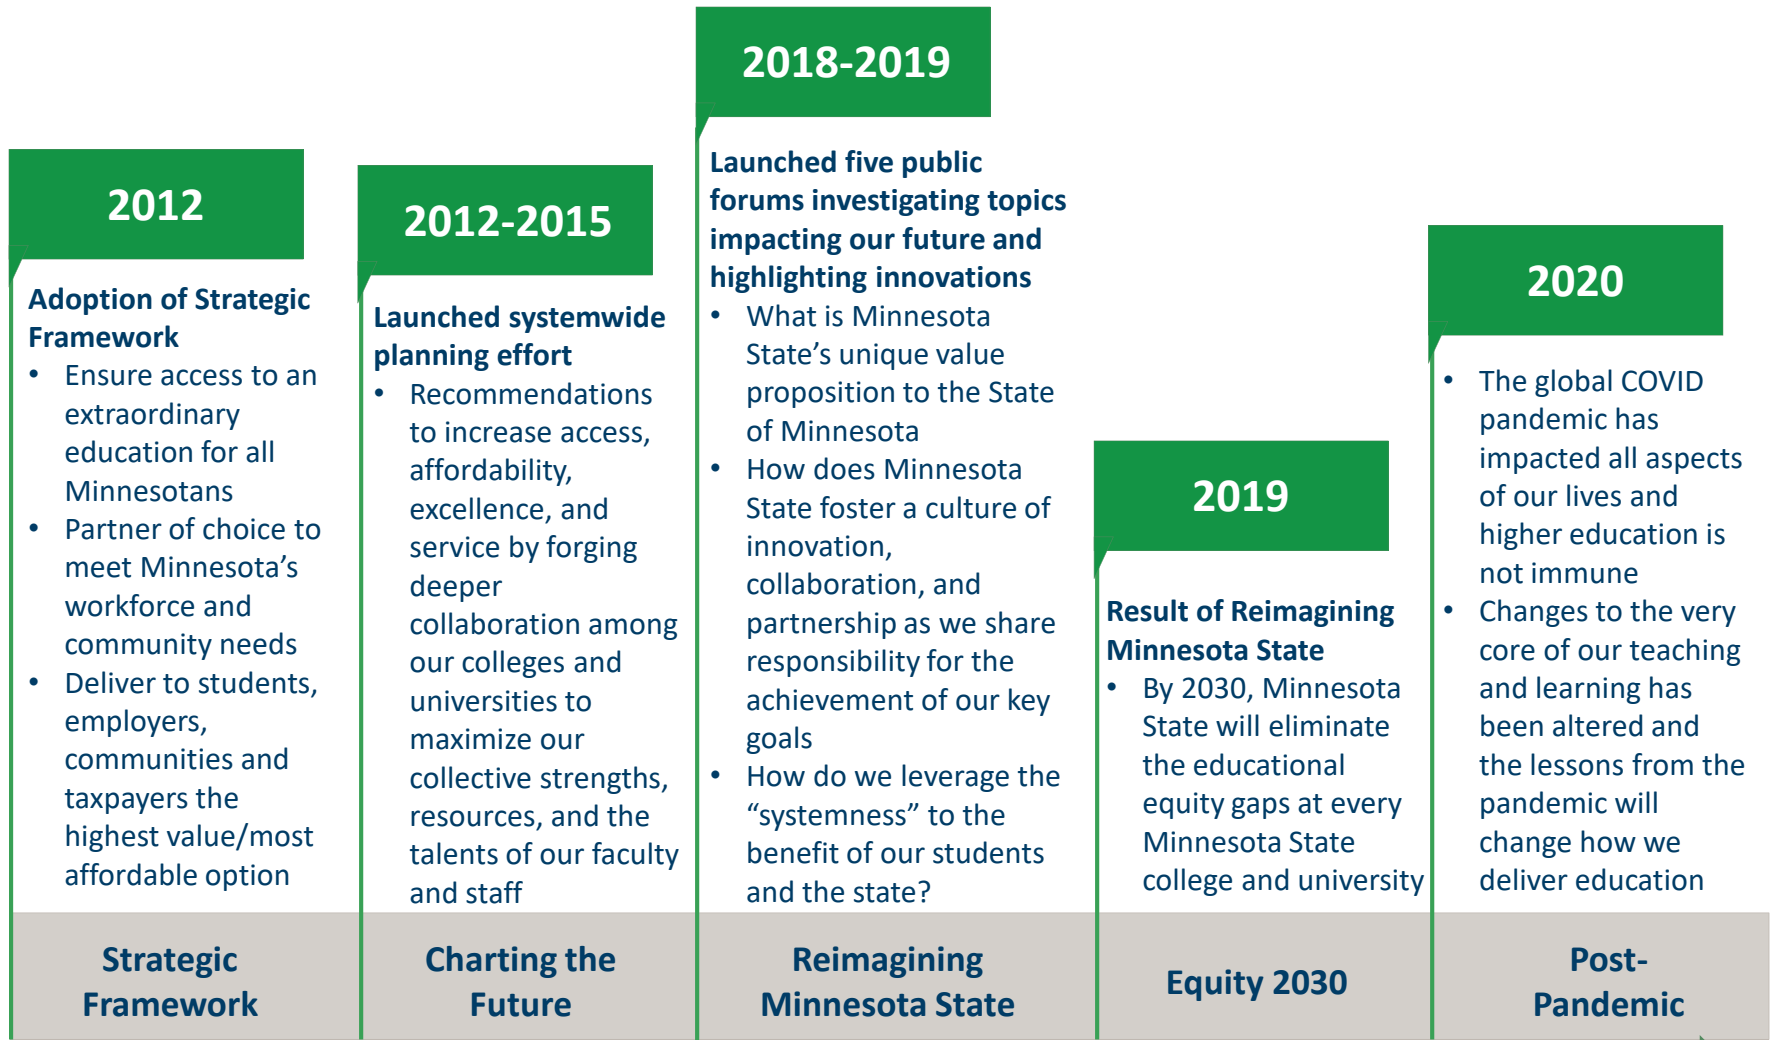 2012
Adoption of Strategic
Framework
• Ensure access to an
extraordinary
education for all
Minnesotans
• Partner of choice to
meet Minnesota’s
workforce and
community needs
• Deliver to students,
employers,
communities and
taxpayers the
highest value/most
affordable option
Strategic
Framework
2012-2015
Launched systemwide
planning effort
• Recommendations
to increase access,
affordability,
excellence, and
service by forging
deeper
collaboration among
our colleges and
universities to
maximize our
collective strengths,
resources, and the
talents of our faculty
and staff
Charting the
Future
2018-2019
Launched five public
forums investigating topics
impacting our future and
highlighting innovations
• What is Minnesota
State’s unique value
proposition to the State
of Minnesota
• How does Minnesota
State foster a culture of
innovation,
collaboration, and
partnership as we share
responsibility for the
achievement of our key
goals
• How do we leverage the
“systemness” to the
benefit of our students
and the state?
Reimagining
Minnesota State
2019
Result of Reimagining
Minnesota State
• By 2030, Minnesota
State will eliminate
the educational
equity gaps at every
Minnesota State
college and university
Equity 2030
2020
• The global COVID
pandemic has
impacted all aspects
of our lives and
higher education is
not immune
• Changes to the very
core of our teaching
and learning has
been altered and
the lessons from the
pandemic will
change how we
deliver education
Post-
Pandemic